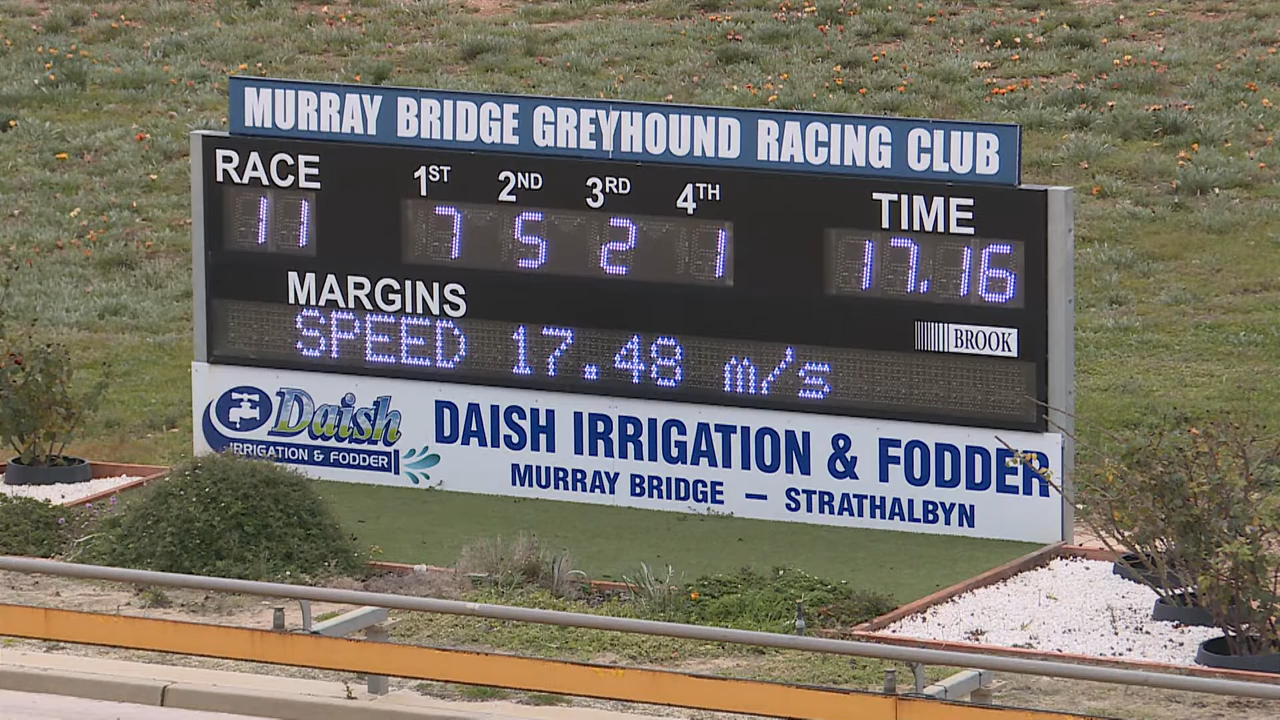 MURRAY BRIDGE GREYHOUND RACING CLUB
RACE 1ST 2ND 3RD 4TH TIME
11 7 5 2 1 17.16
MARGINS
BROOK
SPEED 17.48 m/s
Daish
IRRIGATION & FODDER
DAISH IRRIGATION & FODDER
MURRAY BRIDGE — STRATHALBYN